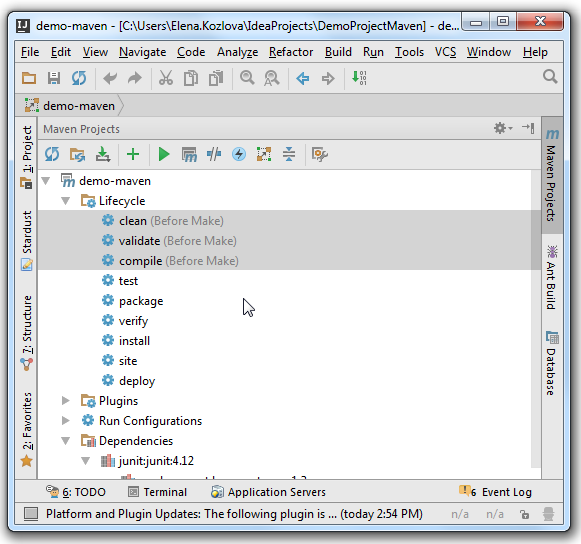 demo-maven - [C:\Users\Elena.Kozlova\IdeaProjects\DemoProjectMaven] - de...
File Edit View Navigate Code Analyze Refactor Build Run Tools VCS Window Help
demo-maven
Maven Projects
demo-maven
Lifecycle
clean (Before Make)
validate (Before Make)
compile (Before Make)
test
package
verify
install
site
deploy
Plugins
Run Configurations
Dependencies
junit:junit:4.12
1: Project
Stardust
7: Structure
2: Favorites
Maven Projects
Ant Build
Database
6: TODO Terminal Application Servers 6 Event Log
Platform and Plugin Updates: The following plugin is ... (today 2:54 PM) n/a n/a